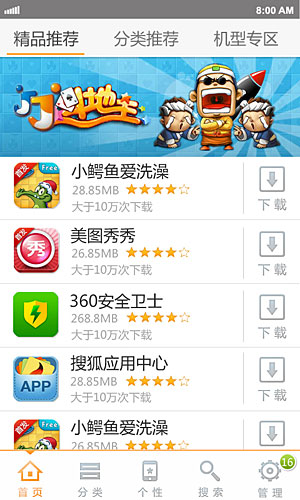 8:00 AM
精品推荐 分类推荐 机型专区
JJ斗地主
首发 Free
小鳄鱼爱洗澡
28.85MB
大于10万次下载
下载
首发
秀
美图秀秀
26.85MB
大于10万次下载
下载
360安全卫士
268.8MB
大于10万次下载
下载
APP
搜狐应用中心
28.85MB
大于10万次下载
下载
首发 Free
小鳄鱼爱洗澡
28.85MB
16
首页 分类 个性 搜索 管理